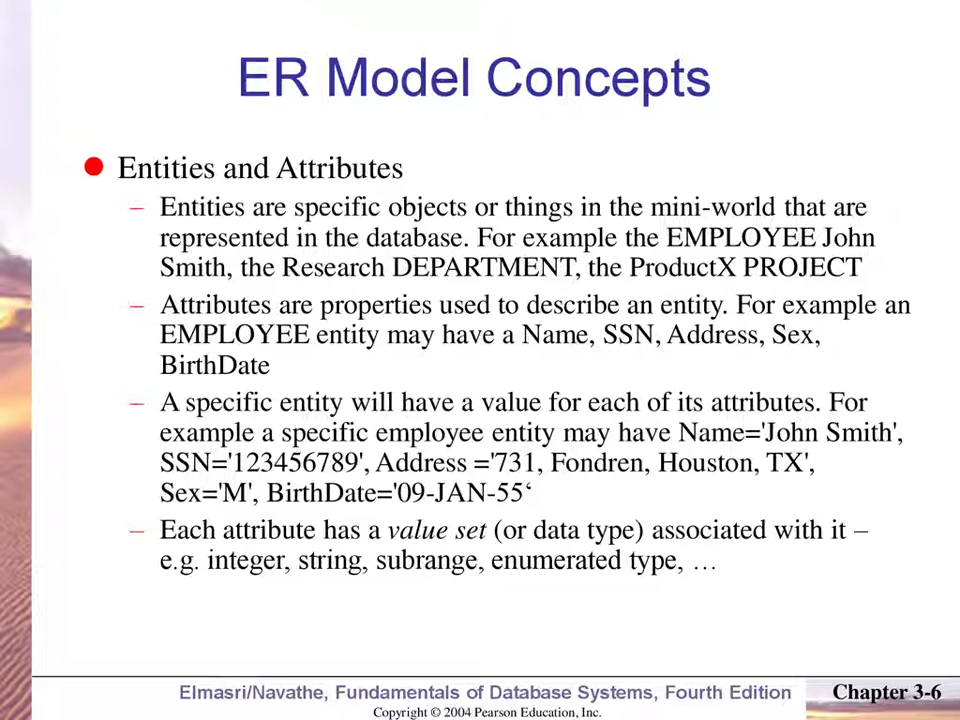 ER Model Concepts
● Entities and Attributes
– Entities are specific objects or things in the mini-world that are
represented in the database. For example the EMPLOYEE John
Smith, the Research DEPARTMENT, the ProductX PROJECT
– Attributes are properties used to describe an entity. For example an
EMPLOYEE entity may have a Name, SSN, Address, Sex,
BirthDate
– A specific entity will have a value for each of its attributes. For
example a specific employee entity may have Name='John Smith',
SSN='123456789', Address ='731, Fondren, Houston, TX',
Sex='M', BirthDate='09-JAN-55‘
– Each attribute has a value set (or data type) associated with it –
e.g. integer, string, subrange, enumerated type, …
Elmasri/Navathe, Fundamentals of Database Systems, Fourth Edition
Chapter 3-6
Copyright © 2004 Pearson Education, Inc.